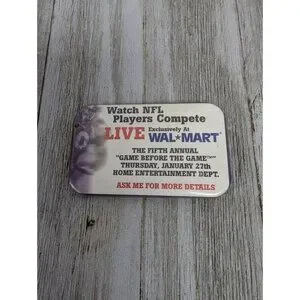 Watch NFL
Players Compete
LIVE Exclusively At
WAL★MART
THE FIFTH ANNUAL
"GAME BEFORE THE GAME"
THURSDAY, JANUARY 27th
HOME ENTERTAINMENT DEPT.
ASK ME FOR MORE DETAILS